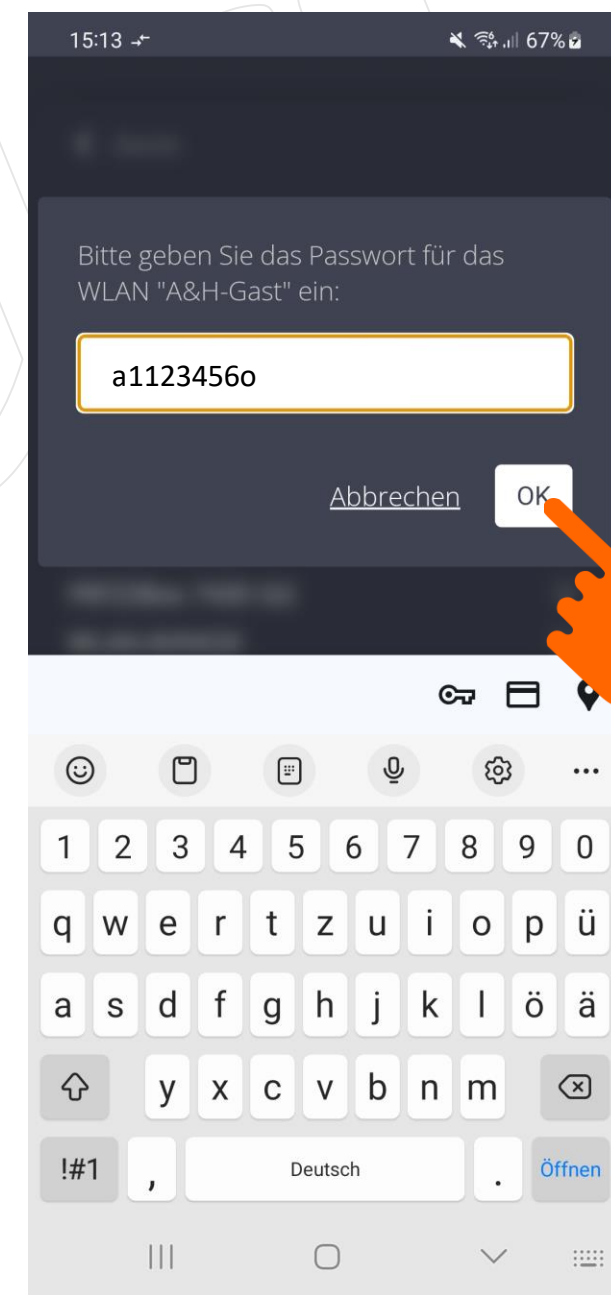 15:13 67%
Bitte geben Sie das Passwort für das
WLAN "A&H-Gast" ein:
a1123456o
Abbrechen OK
1 2 3 4 5 6 7 8 9 0
q w e r t z u i o p ü
a s d f g h j k l ö ä
y x c v b n m
!#1 , Deutsch . Öffnen